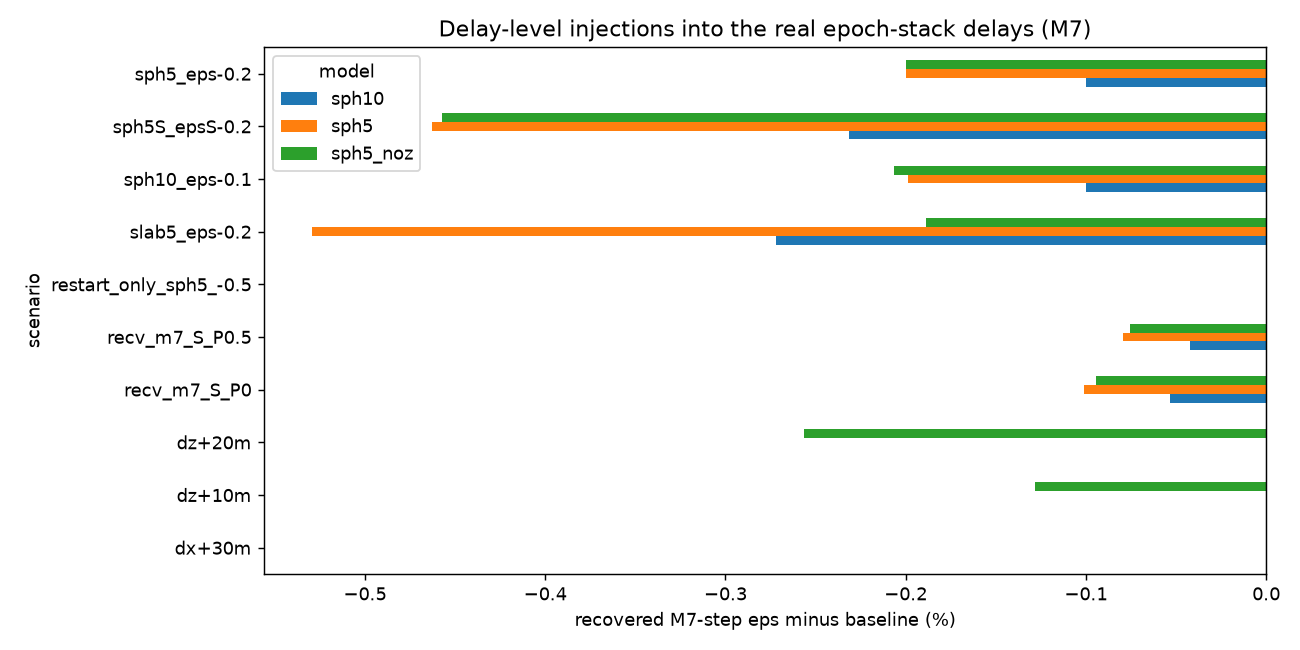 Delay-level injections into the real epoch-stack delays (M7)
model
sph10
sph5
sph5_noz
scenario
sph5_eps-0.2
sph5S_epsS-0.2
sph10_eps-0.1
slab5_eps-0.2
restart_only_sph5_-0.5
recv_m7_S_P0.5
recv_m7_S_P0
dz+20m
dz+10m
dx+30m
−0.5 −0.4 −0.3 −0.2 −0.1 0.0
recovered M7-step eps minus baseline (%)